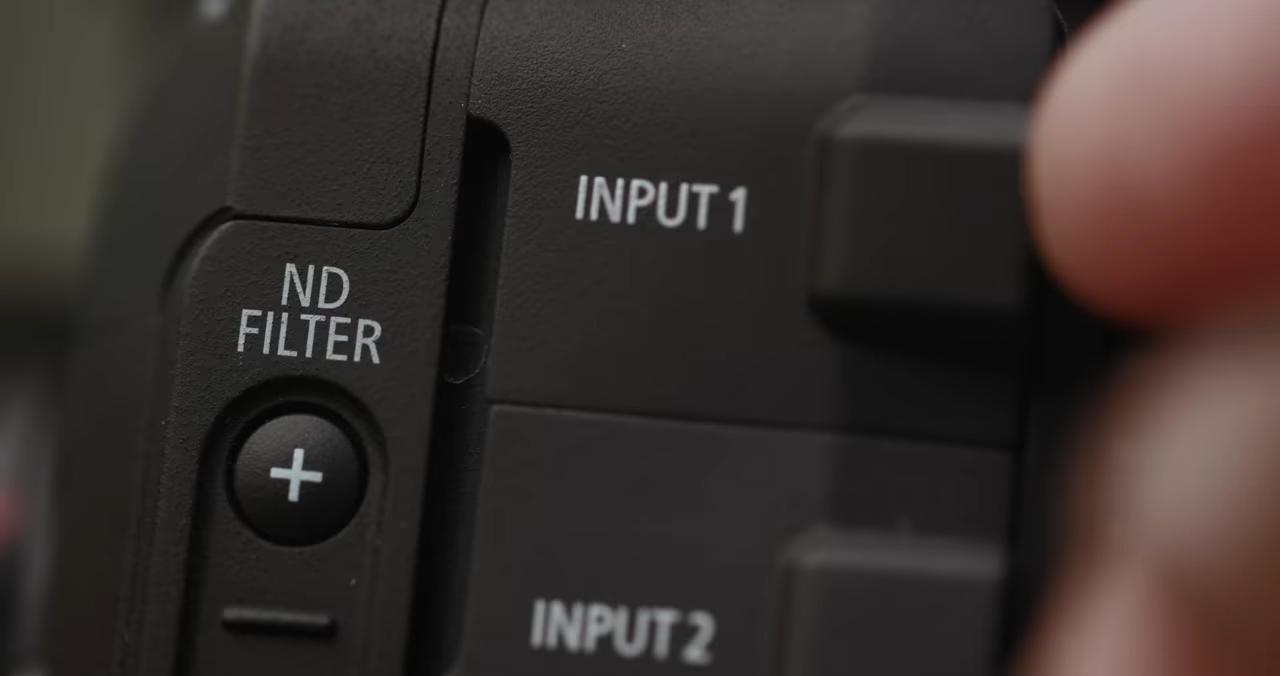 INPUT 1
ND
FILTER
+
INPUT 2